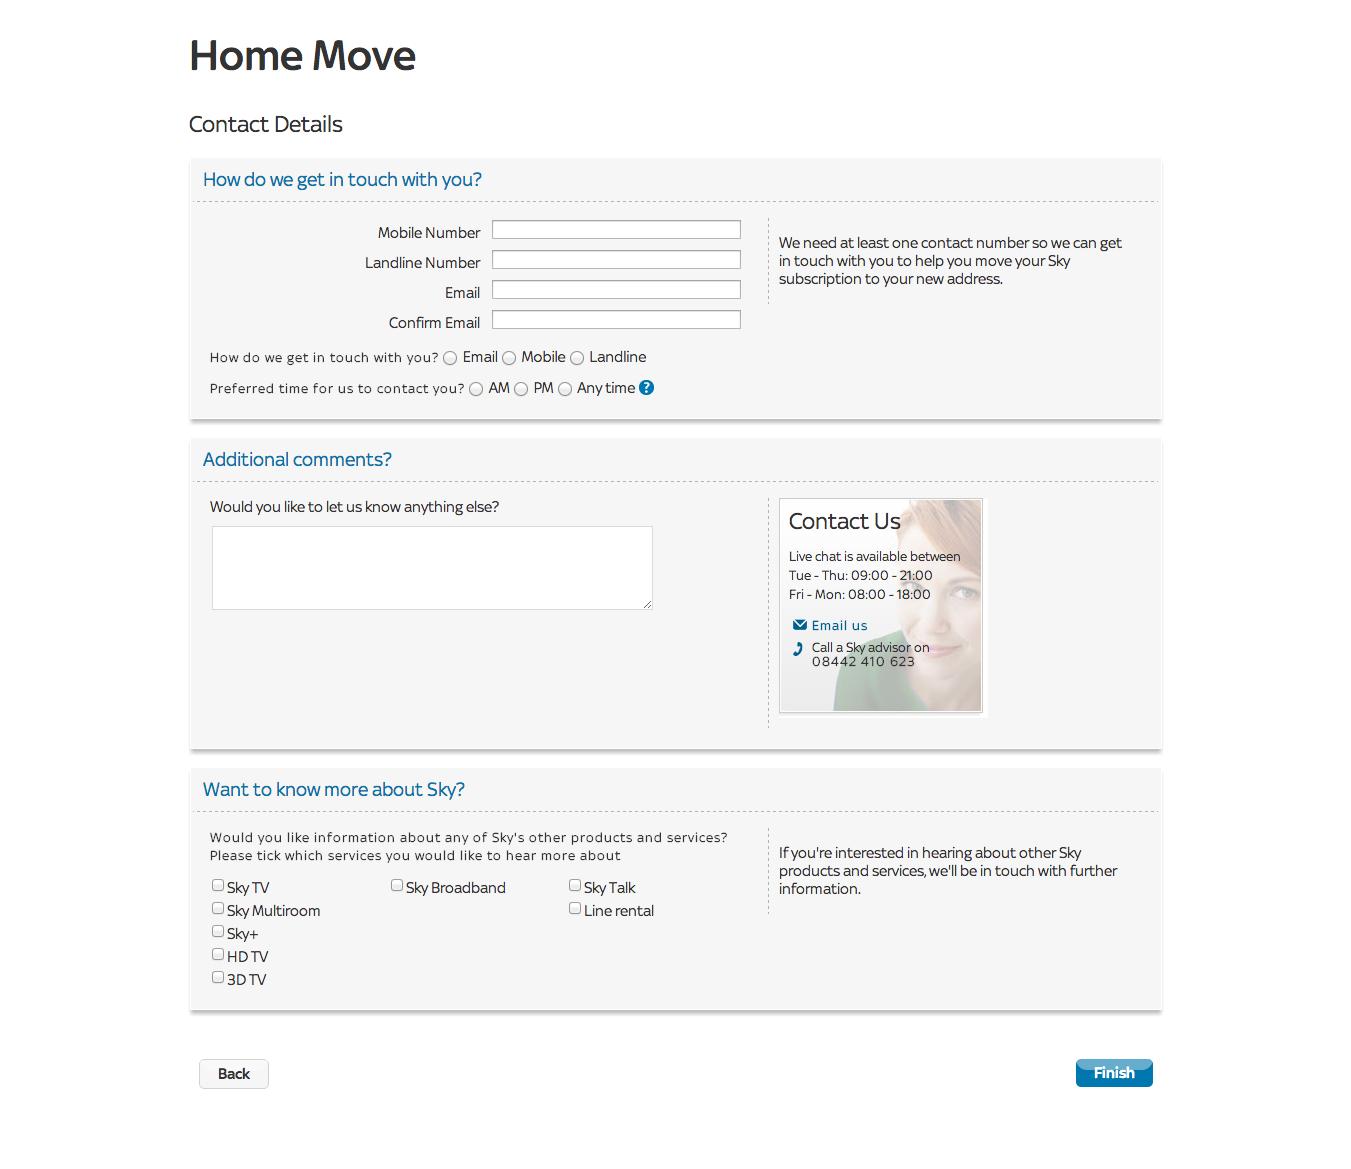 Home Move
Contact Details
How do we get in touch with you?
Mobile Number
Landline Number
Email
Confirm Email
We need at least one contact number so we can get
in touch with you to help you move your Sky
subscription to your new address.
How do we get in touch with you? Email Mobile Landline
Preferred time for us to contact you? AM PM Any time ?
Additional comments?
Would you like to let us know anything else?
Contact Us
Live chat is available between
Tue - Thu: 09:00 - 21:00
Fri - Mon: 08:00 - 18:00
Email us
Call a Sky advisor on
08442 410 623
Want to know more about Sky?
Would you like information about any of Sky's other products and services?
Please tick which services you would like to hear more about
Sky TV Sky Broadband Sky Talk
Sky Multiroom Line rental
Sky+
HD TV
3D TV
If you're interested in hearing about other Sky
products and services, we'll be in touch with further
information.
Back
Finish